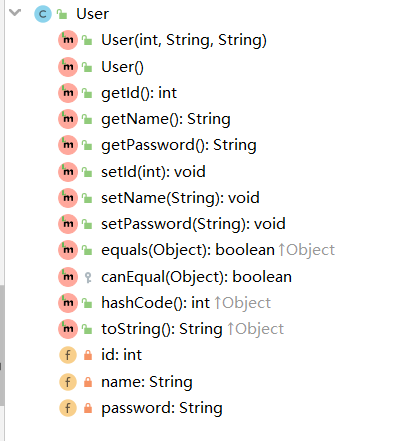 User
User(int, String, String)
User()
getId(): int
getName(): String
getPassword(): String
setId(int): void
setName(String): void
setPassword(String): void
equals(Object): boolean ↑Object
canEqual(Object): boolean
hashCode(): int ↑Object
toString(): String ↑Object
id: int
name: String
password: String